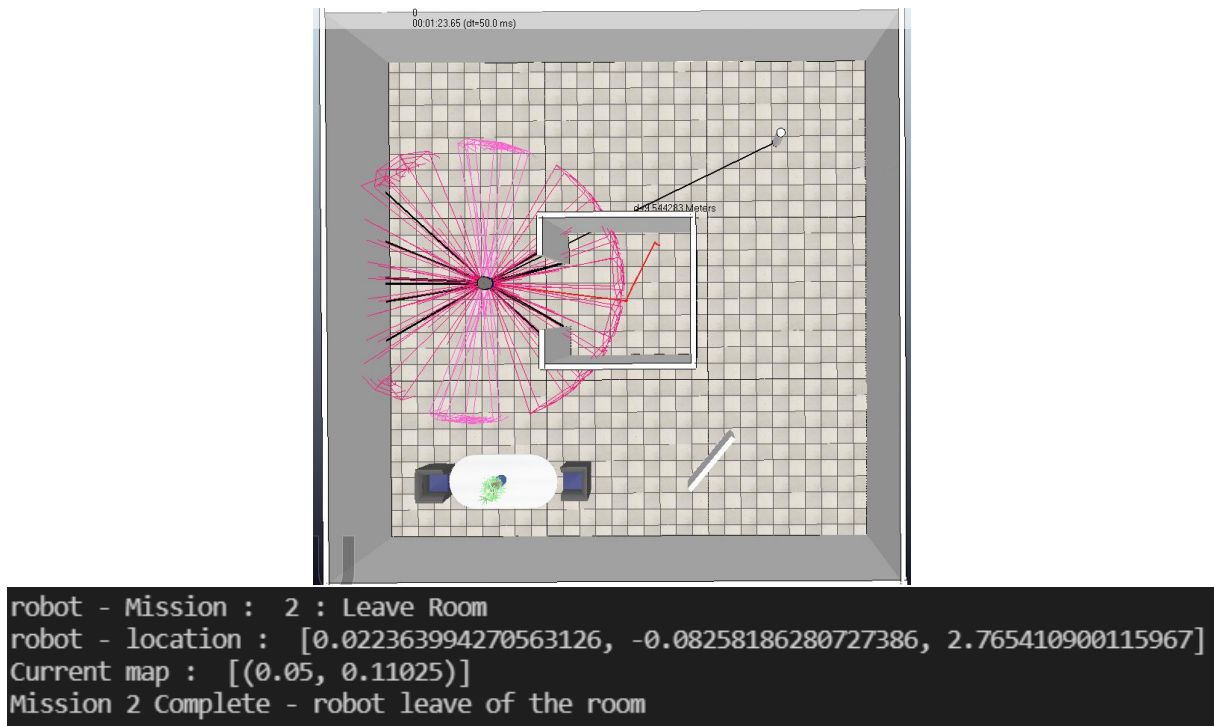 0
00:01:23.65 (dt=50.0 ms)
robot - Mission :  2 : Leave Room
robot - location :  [0.022363994270563126, -0.08258186280727386, 2.765410900115967]
Current map :  [(0.05, 0.11025)]
Mission 2 Complete - robot leave of the room